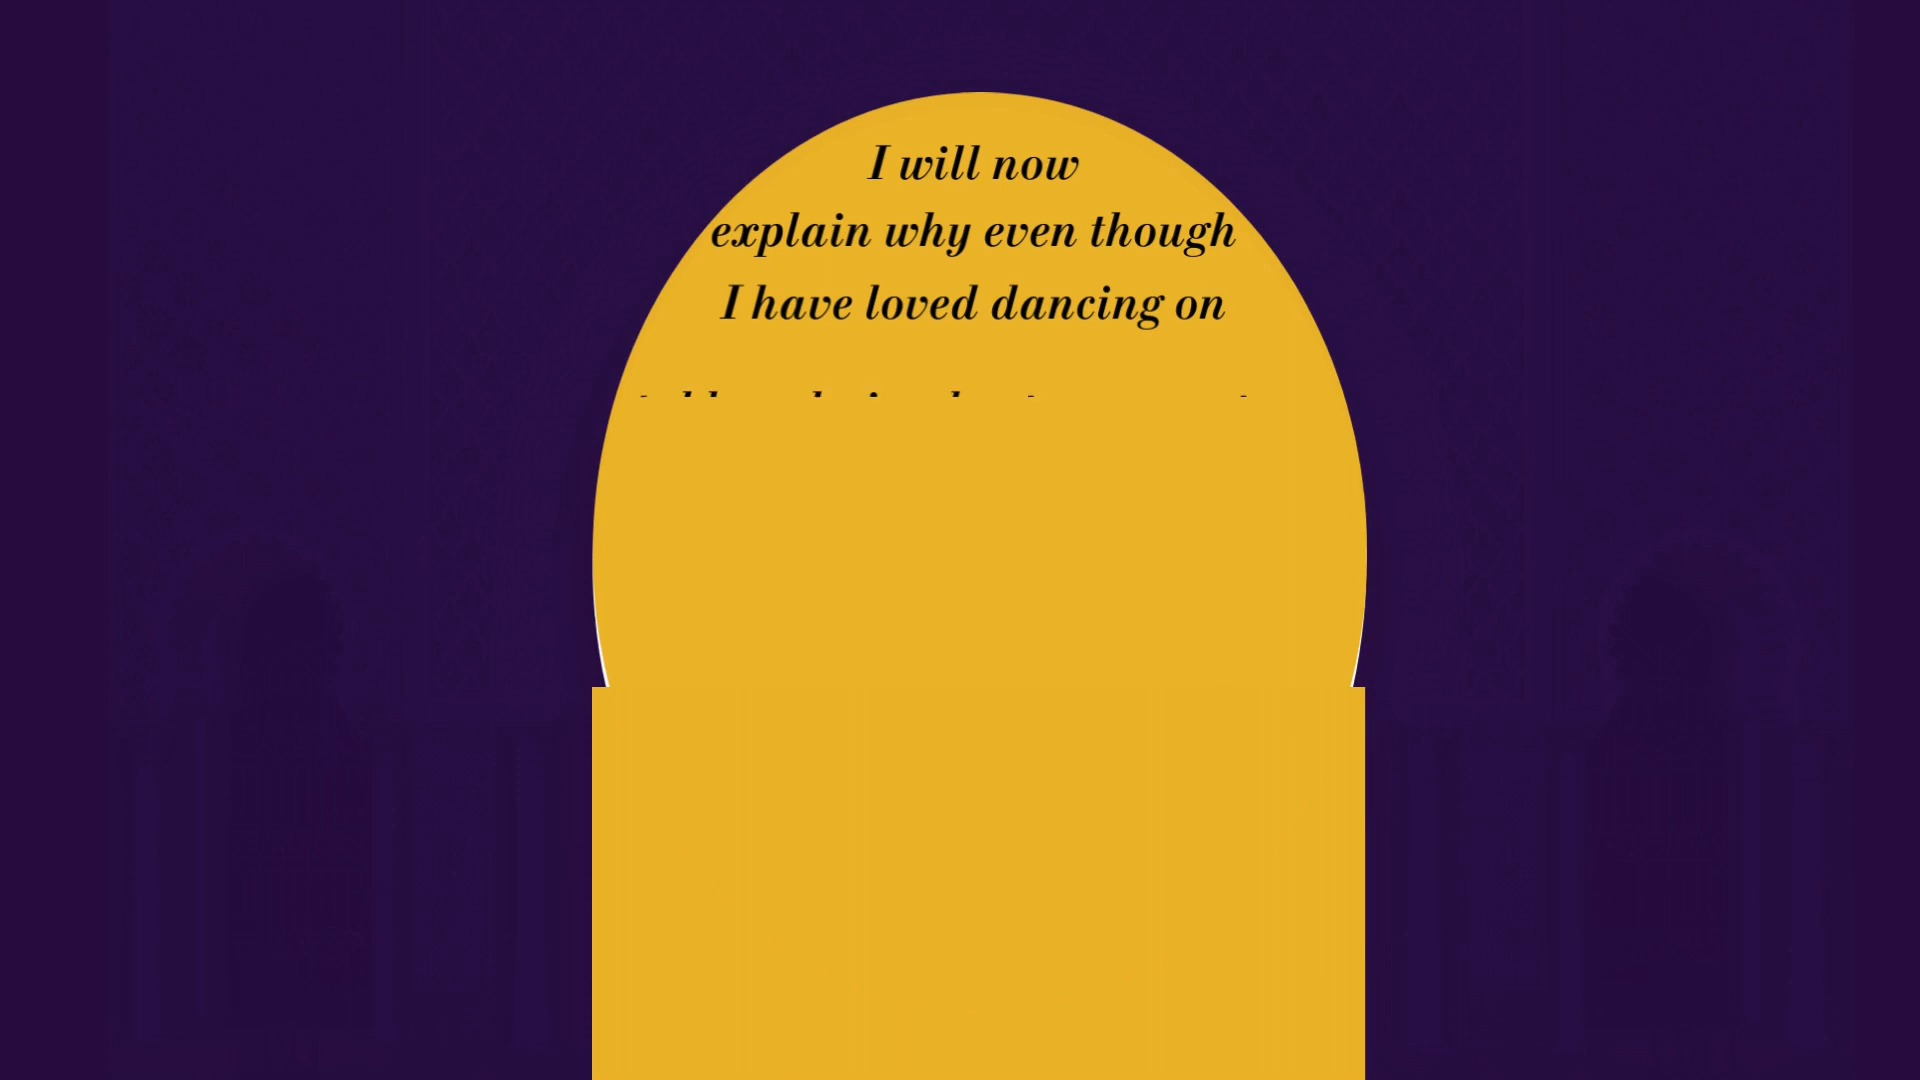 I will now
explain why even though
I have loved dancing on